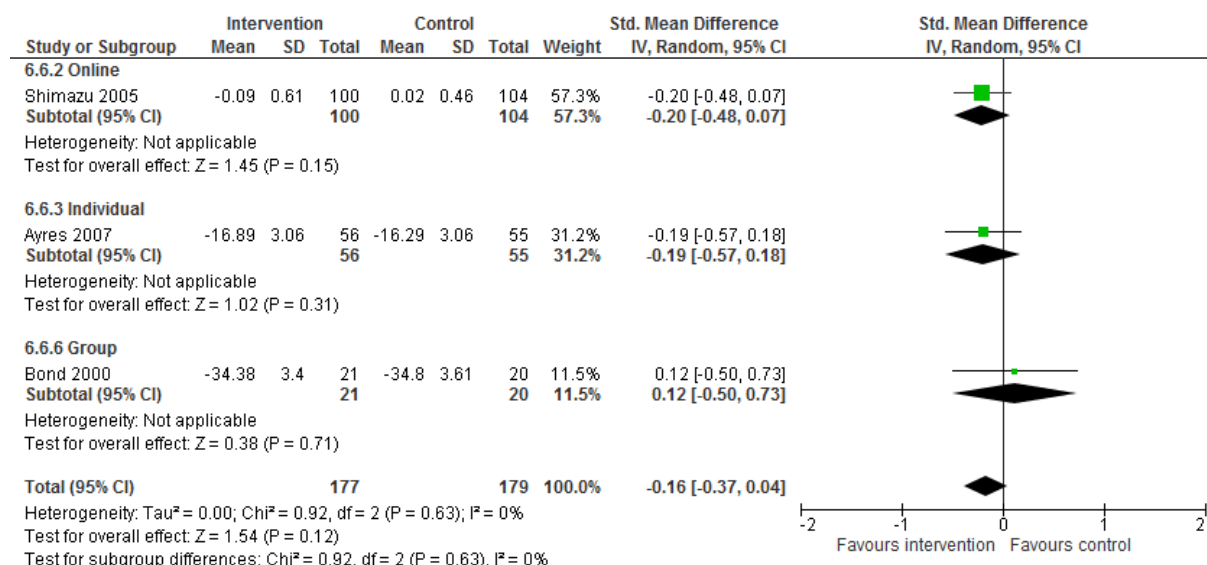 Intervention Control Std. Mean Difference Std. Mean Difference
Study or Subgroup Mean SD Total Mean SD Total Weight IV, Random, 95% CI IV, Random, 95% CI
6.6.2 Online
Shimazu 2005 -0.09 0.61 100 0.02 0.46 104 57.3% -0.20 [-0.48, 0.07]
Subtotal (95% CI) 100 104 57.3% -0.20 [-0.48, 0.07]
Heterogeneity: Not applicable
Test for overall effect: Z = 1.45 (P = 0.15)
6.6.3 Individual
Ayres 2007 -16.89 3.06 56 -16.29 3.06 55 31.2% -0.19 [-0.57, 0.18]
Subtotal (95% CI) 56 55 31.2% -0.19 [-0.57, 0.18]
Heterogeneity: Not applicable
Test for overall effect: Z = 1.02 (P = 0.31)
6.6.6 Group
Bond 2000 -34.38 3.4 21 -34.8 3.61 20 11.5% 0.12 [-0.50, 0.73]
Subtotal (95% CI) 21 20 11.5% 0.12 [-0.50, 0.73]
Heterogeneity: Not applicable
Test for overall effect: Z = 0.38 (P = 0.71)
Total (95% CI) 177 179 100.0% -0.16 [-0.37, 0.04]
Heterogeneity: Tau² = 0.00; Chi² = 0.92, df = 2 (P = 0.63); I² = 0%
Test for overall effect: Z = 1.54 (P = 0.12)
Test for subgroup differences: Chi² = 0.92, df = 2 (P = 0.63), I² = 0%
-2 -1 0 1 2
Favours intervention Favours control